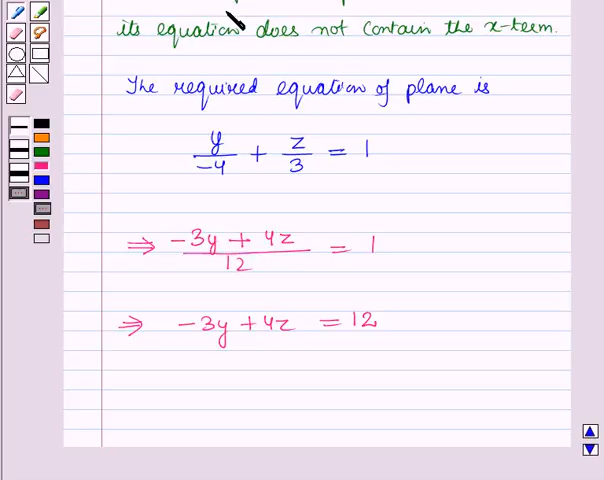 its equation does not contain the x-term.
The required equation of plane is
y/-4 + z/3 = 1
⇒ -3y + 4z/12 = 1
⇒ -3y + 4z = 12